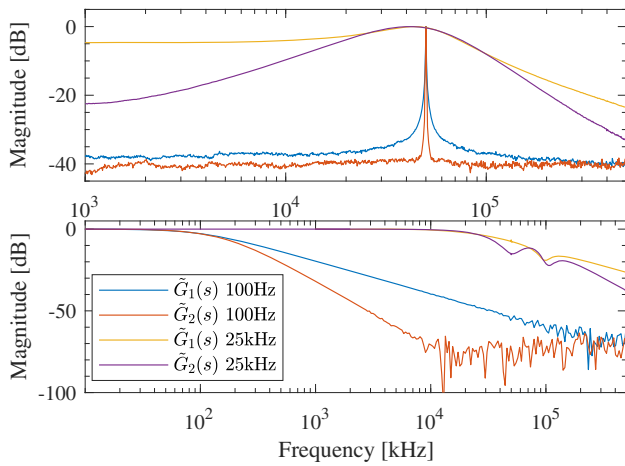 Magnitude [dB]
0
-20
-40
10^3
10^4
10^5
Magnitude [dB]
0
-50
-100
G̃₁(s) 100Hz
G̃₂(s) 100Hz
G̃₁(s) 25kHz
G̃₂(s) 25kHz
10^2
10^3
10^4
10^5
Frequency [kHz]